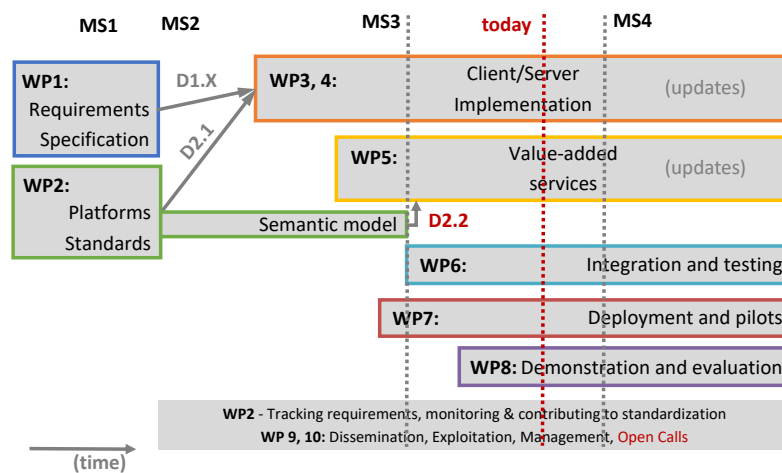 MS1 MS2 MS3 today MS4
WP1:
Requirements
Specification
D1.X
D2.1
WP3, 4:
Client/Server
Implementation
(updates)
WP5:
Value-added
services
(updates)
WP2:
Platforms
Standards
Semantic model
D2.2
WP6: Integration and testing
WP7: Deployment and pilots
WP8: Demonstration and evaluation
WP2 - Tracking requirements, monitoring & contributing to standardization
WP 9, 10: Dissemination, Exploitation, Management, Open Calls
(time)